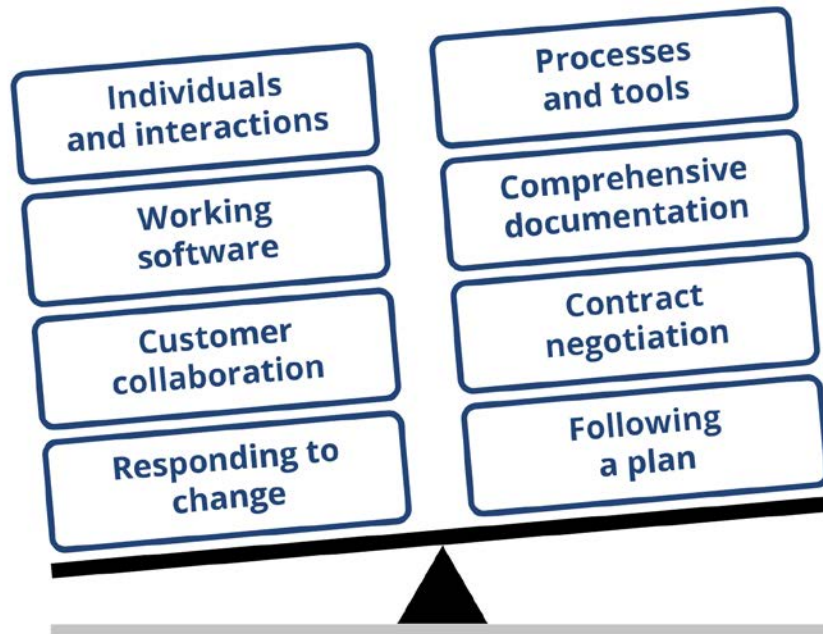 Individuals
and interactions
Processes
and tools
Working
software
Comprehensive
documentation
Customer
collaboration
Contract
negotiation
Responding to
change
Following
a plan